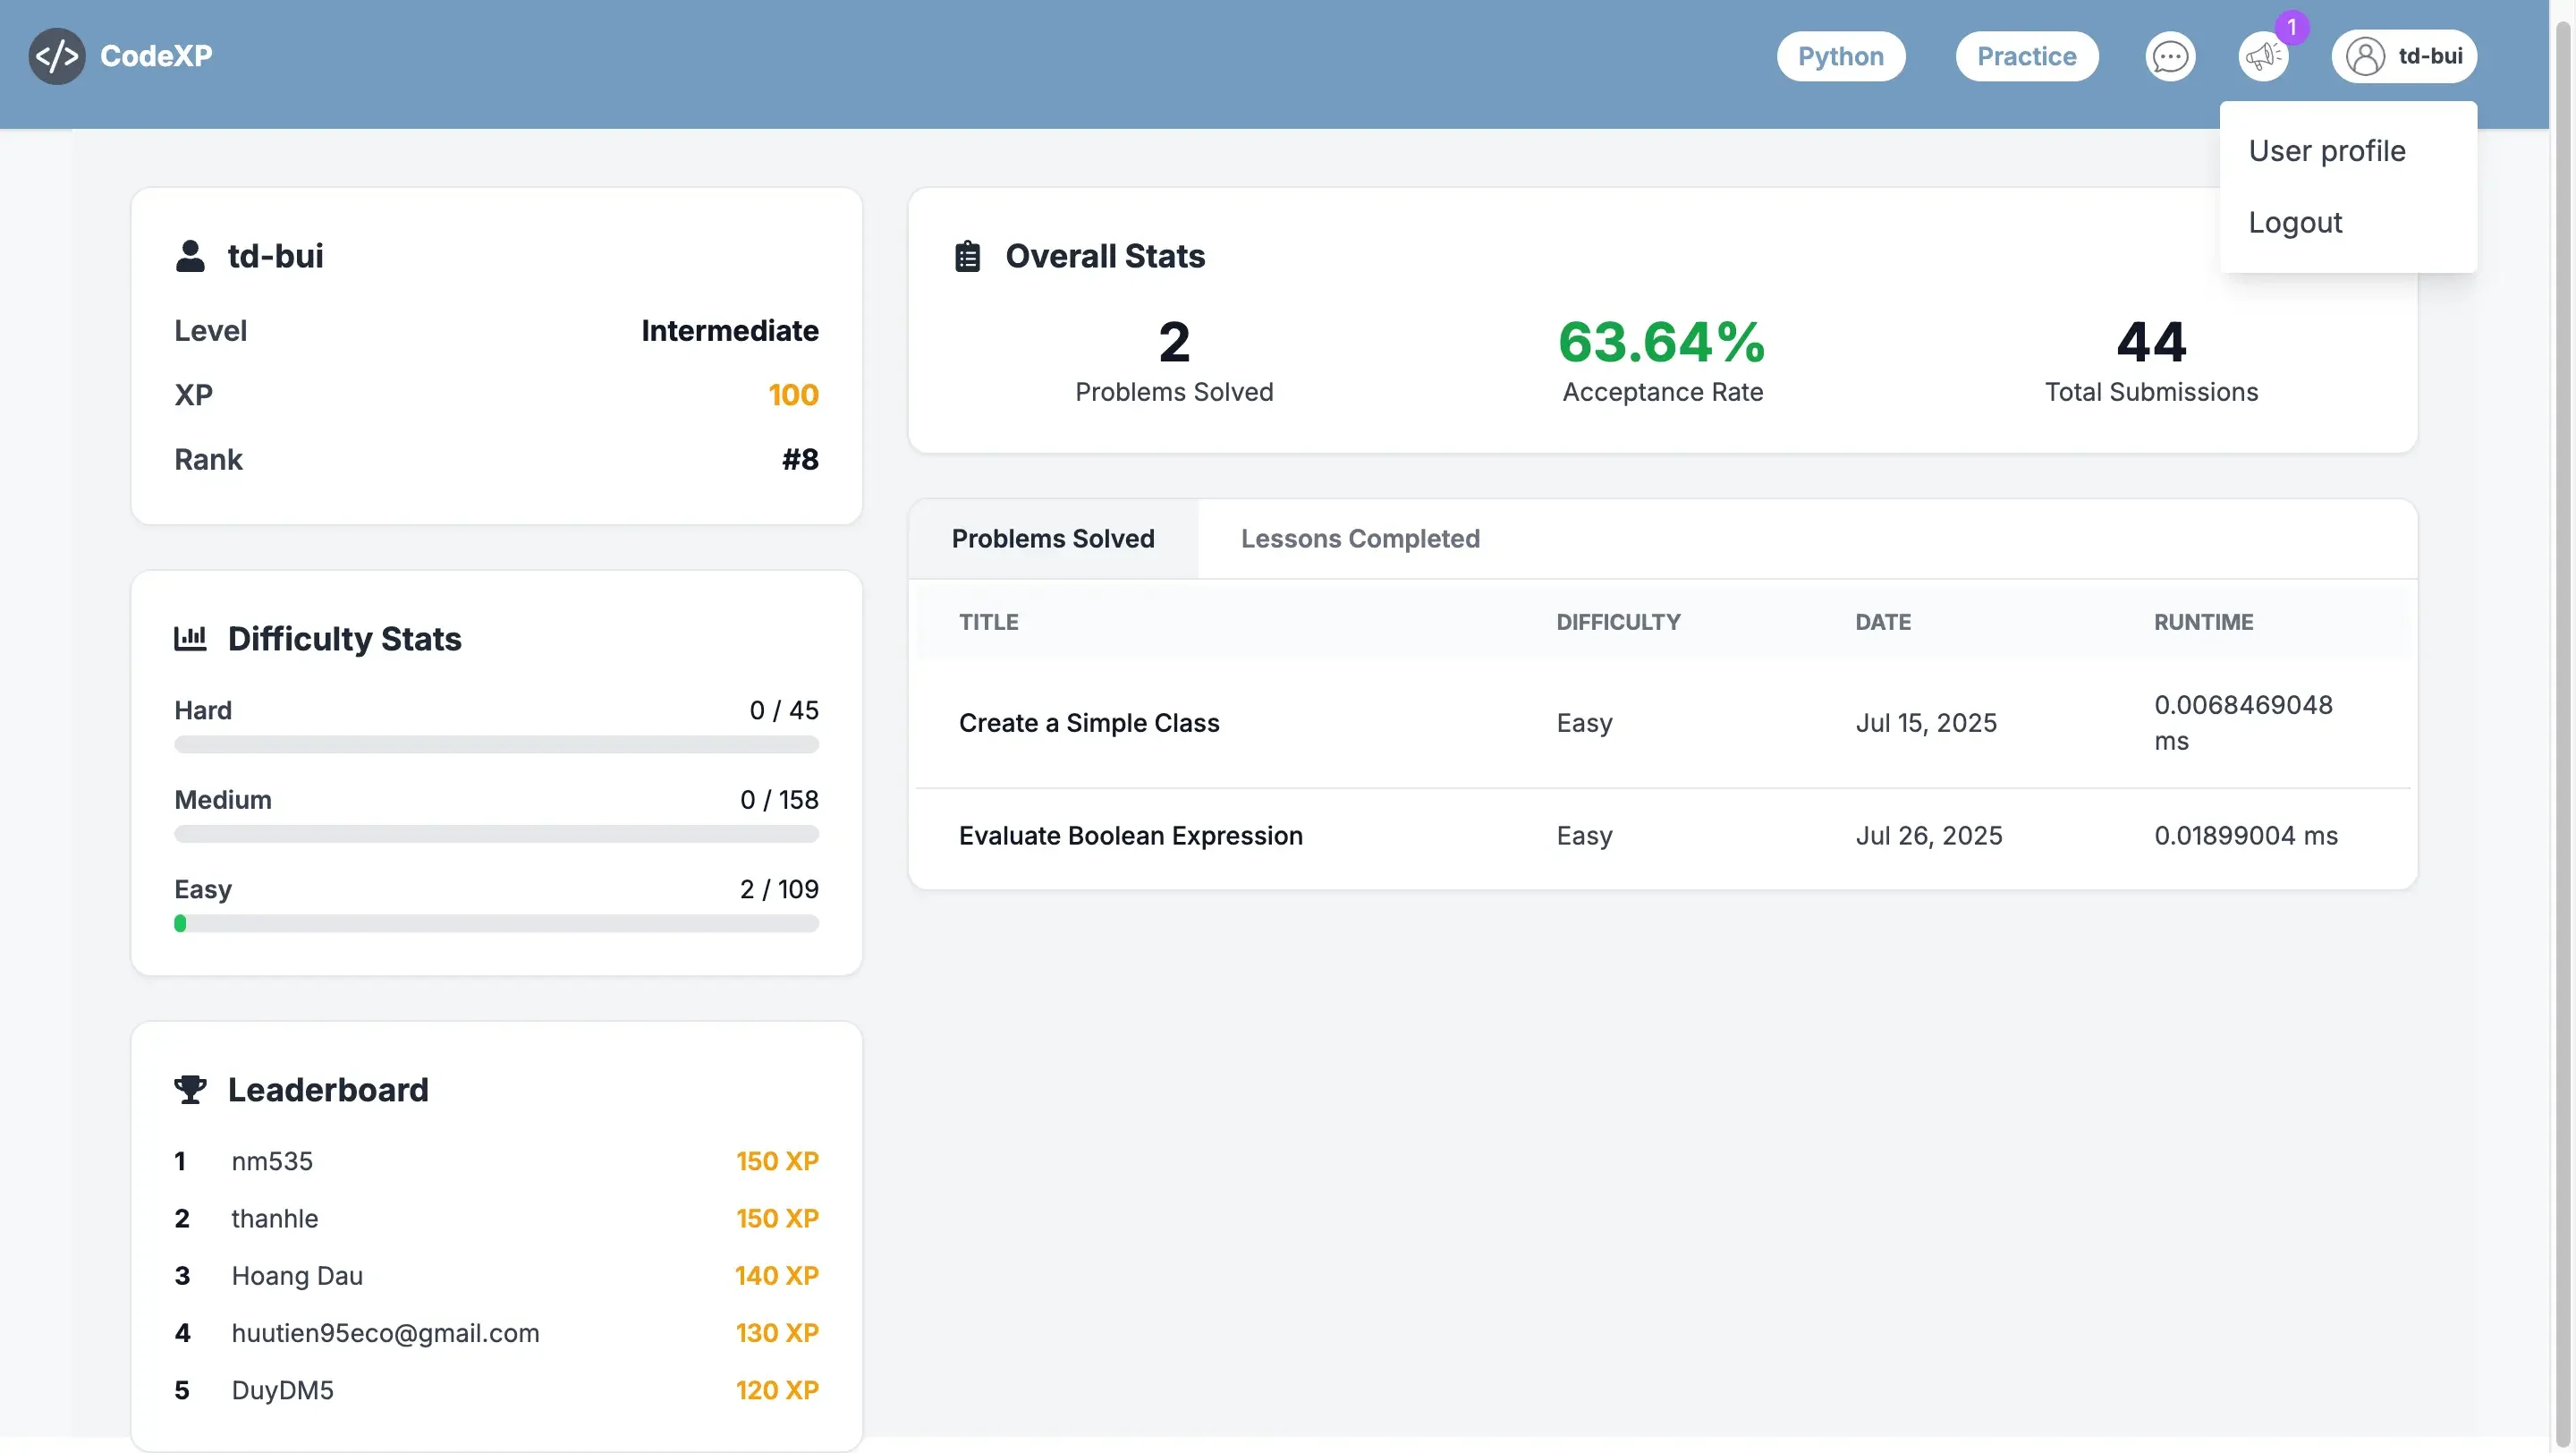 </> CodeXP
Python
Practice
1
td-bui
User profile
Logout
td-bui
Level Intermediate
XP 100
Rank #8
Difficulty Stats
Hard 0 / 45
Medium 0 / 158
Easy 2 / 109
Leaderboard
1 nm535 150 XP
2 thanhle 150 XP
3 Hoang Dau 140 XP
4 huutien95eco@gmail.com 130 XP
5 DuyDM5 120 XP
Overall Stats
2 63.64% 44
Problems Solved Acceptance Rate Total Submissions
Problems Solved Lessons Completed
TITLE DIFFICULTY DATE RUNTIME
Create a Simple Class Easy Jul 15, 2025 0.0068469048
ms
Evaluate Boolean Expression Easy Jul 26, 2025 0.01899004 ms